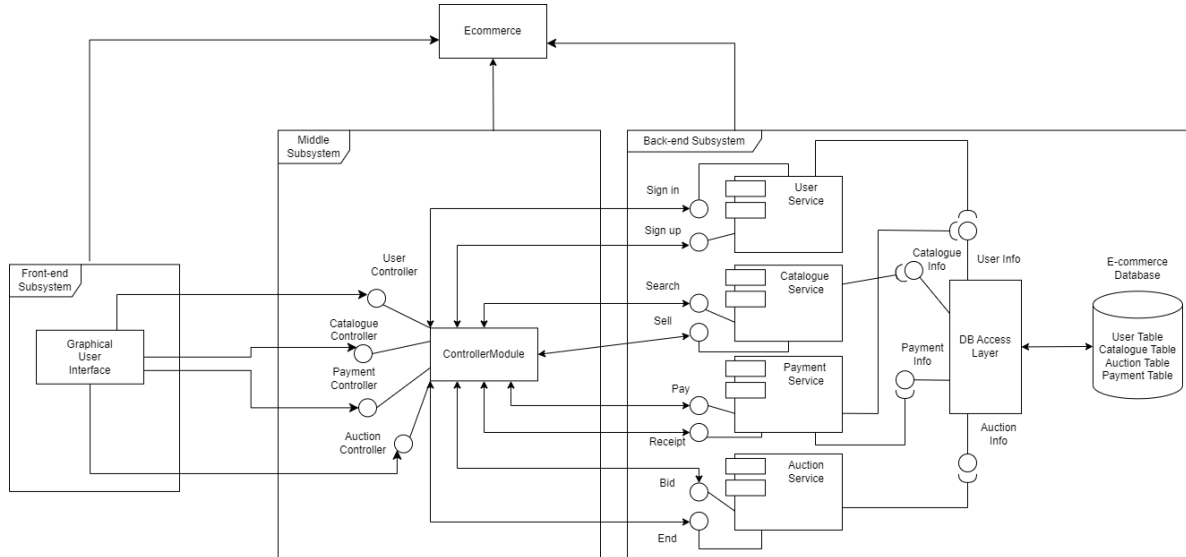 Ecommerce
Middle
Subsystem
Back-end Subsystem
Sign in
User
Service
Sign up
User
Controller
Front-end
Subsystem
Catalogue
Info
User Info
E-commerce
Database
Search
Catalogue
Service
Sell
Catalogue
Controller
Graphical
User
Interface
ControllerModule
DB Access
Layer
User Table
Catalogue Table
Auction Table
Payment Table
Payment
Controller
Payment
Info
Payment
Service
Pay
Receipt
Auction
Controller
Auction
Info
Bid
Auction
Service
End